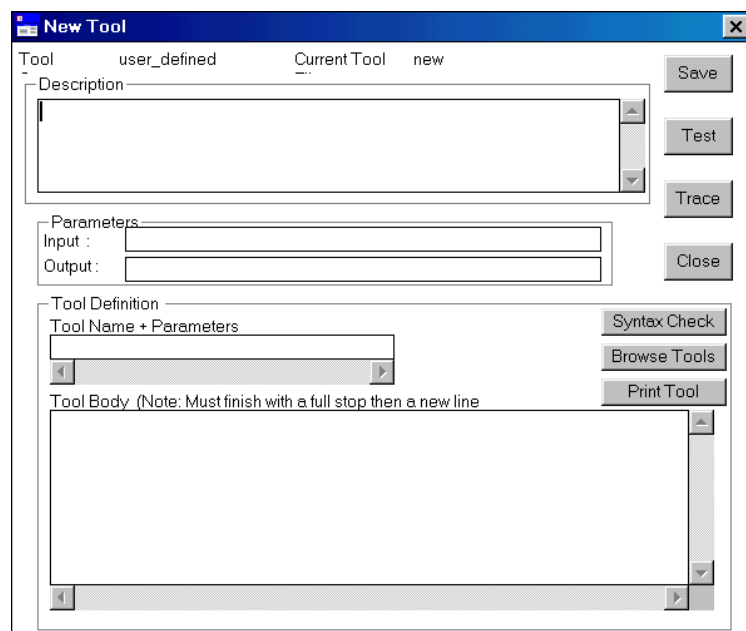 New Tool
Tool user_defined Current Tool new
Save
Description
Test
Trace
Parameters
Input :
Output :
Close
Tool Definition
Tool Name + Parameters
Syntax Check
Browse Tools
Print Tool
Tool Body (Note: Must finish with a full stop then a new line